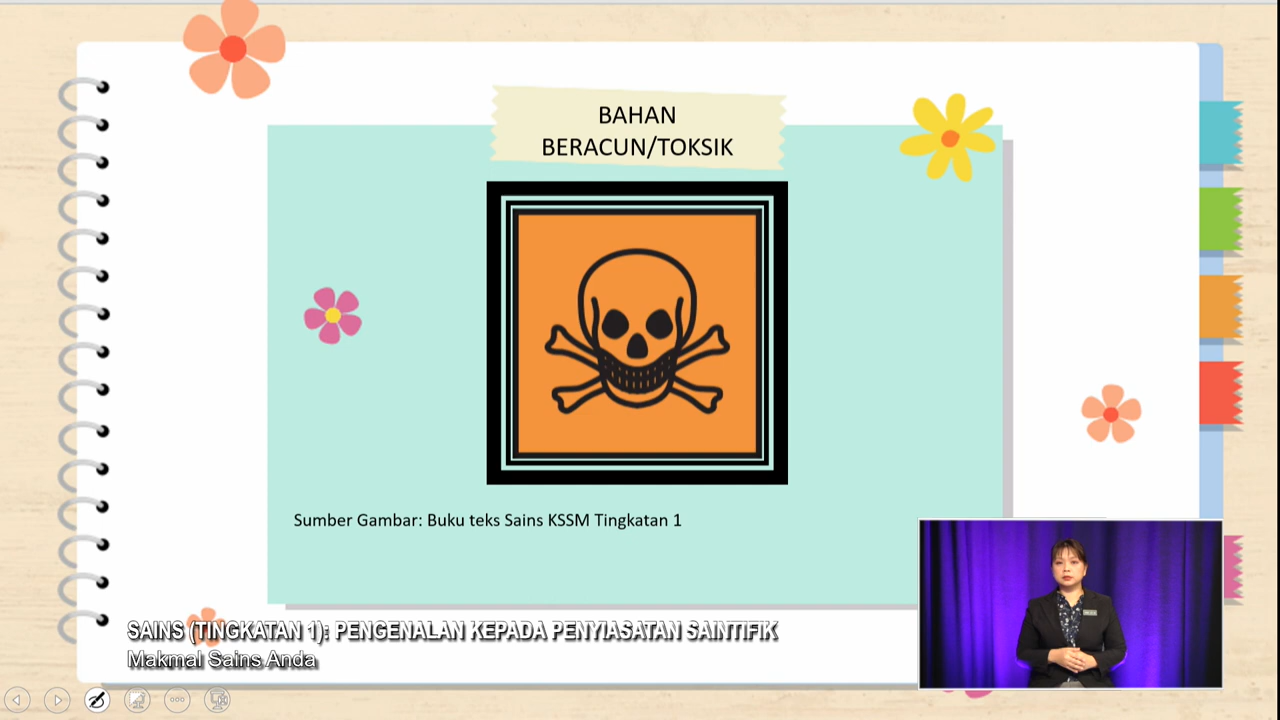 BAHAN
BERACUN/TOKSIK
Sumber Gambar: Buku teks Sains KSSM Tingkatan 1
SAINS (TINGKATAN 1): PENGENALAN KEPADA PENYIASATAN SAINTIFIK
Makmal Sains Anda